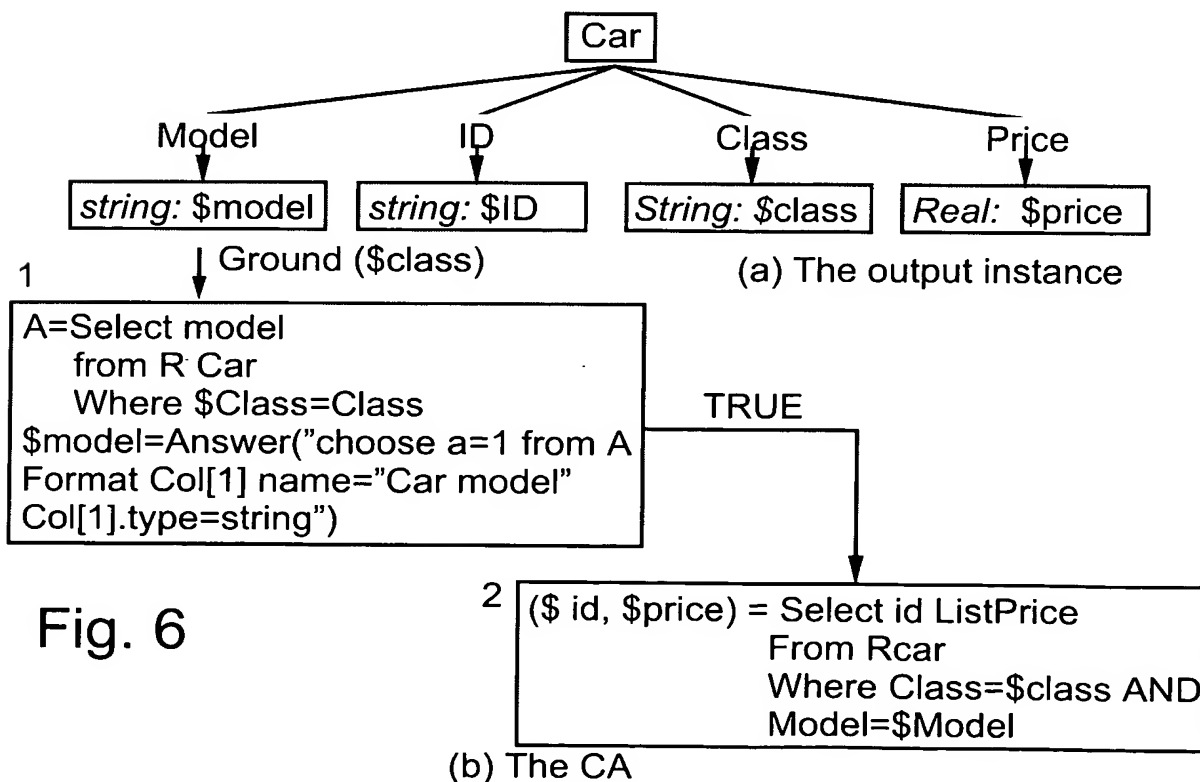 Car
Model ID Class Price
string: $model string: $ID String: $class Real: $price
Ground ($class)
(a) The output instance
1
A=Select model
from R Car
Where $Class=Class
$model=Answer("choose a=1 from A
Format Col[1] name="Car model"
Col[1].type=string")
TRUE
2
($ id, $price) = Select id ListPrice
From Rcar
Where Class=$class AND
Model=$Model
Fig. 6
(b) The CA